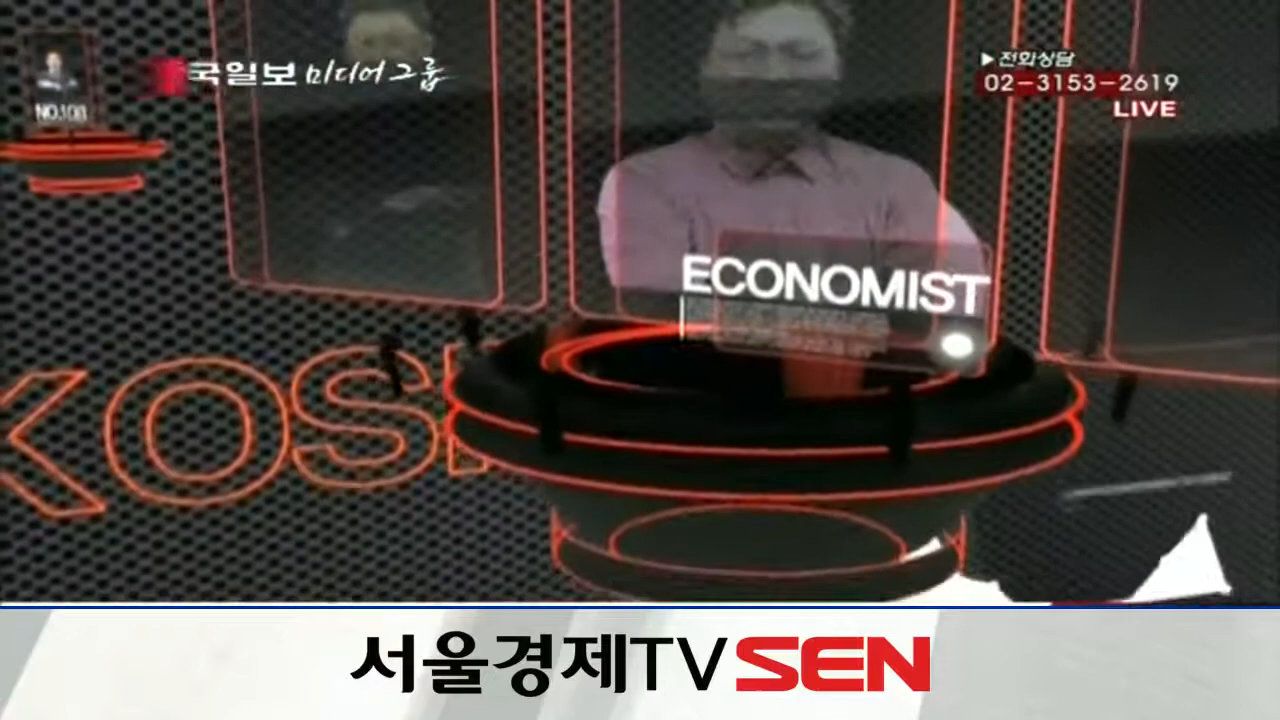 국일보 미디어그룹
▶전화상담
02-3153-2619
LIVE
NO.108
ECONOMIST
KOS
서울경제TV SEN